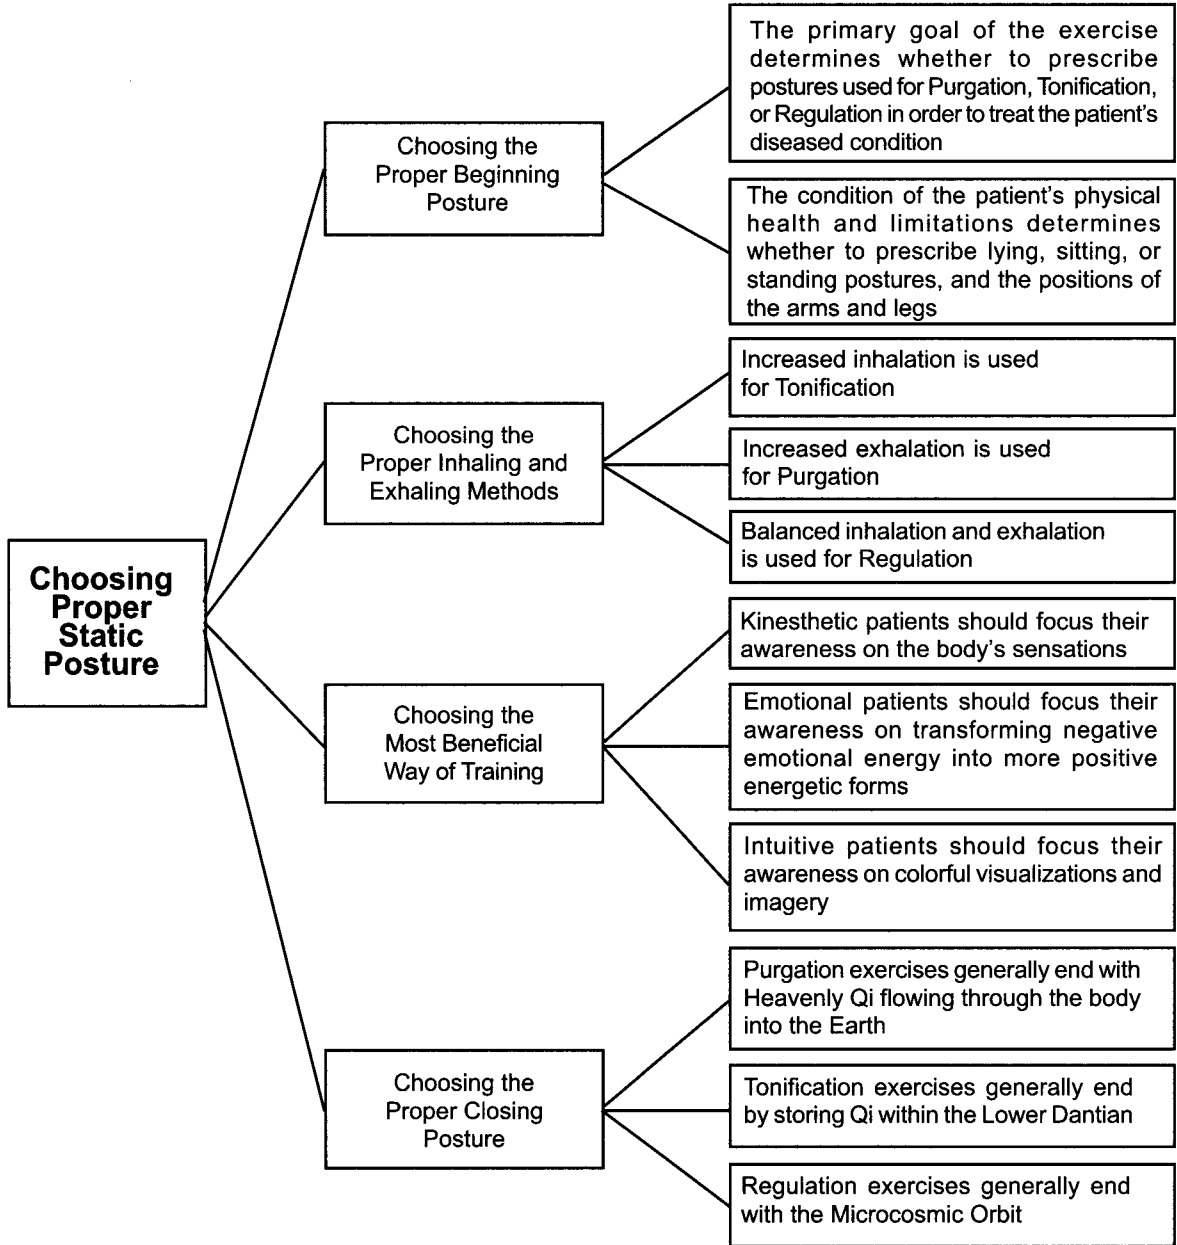 The primary goal of the exercise
determines whether to prescribe
postures used for Purgation, Tonification,
or Regulation in order to treat the patient's
diseased condition
Choosing the
Proper Beginning
Posture
The condition of the patient's physical
health and limitations determines
whether to prescribe lying, sitting, or
standing postures, and the positions of
the arms and legs
Increased inhalation is used
for Tonification
Choosing the
Proper Inhaling and
Exhaling Methods
Increased exhalation is used
for Purgation
Balanced inhalation and exhalation
is used for Regulation
Choosing
Proper
Static
Posture
Kinesthetic patients should focus their
awareness on the body's sensations
Choosing the
Most Beneficial
Way of Training
Emotional patients should focus their
awareness on transforming negative
emotional energy into more positive
energetic forms
Intuitive patients should focus their
awareness on colorful visualizations and
imagery
Purgation exercises generally end with
Heavenly Qi flowing through the body
into the Earth
Choosing the
Proper Closing
Posture
Tonification exercises generally end
by storing Qi within the Lower Dantian
Regulation exercises generally end
with the Microcosmic Orbit